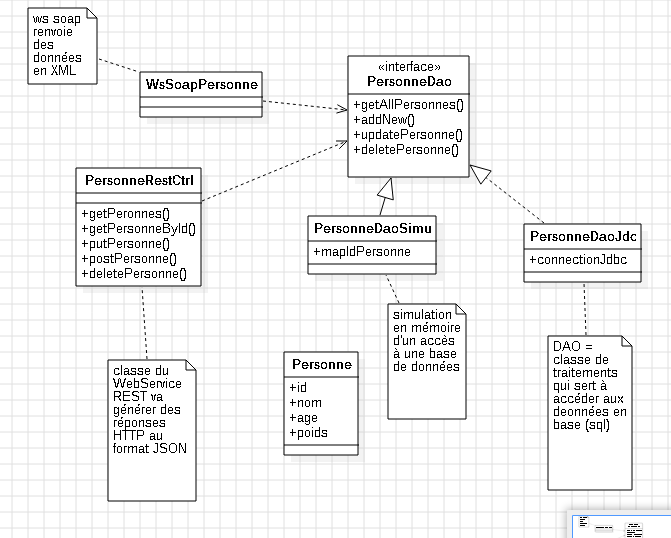 ws soap
renvoie
des
données
en XML
WsSoapPersonne
«interface»
PersonneDao
+getAllPersonnes()
+addNew()
+updatePersonne()
+deletePersonne()
PersonneRestCtrl
+getPeronnes()
+getPersonneById()
+putPersonne()
+postPersonne()
+deletePersonne()
PersonneDaoSimu
+mapIdPersonne
PersonneDaoJdc
+connectionJdbc
simulation
en mémoire
d'un accès
à une base
de données
classe du
WebService
REST va
générer des
réponses
HTTP au
format JSON
Personne
+id
+nom
+age
+poids
DAO =
classe de
traitements
qui sert à
accéder aux
deonnées en
base (sql)